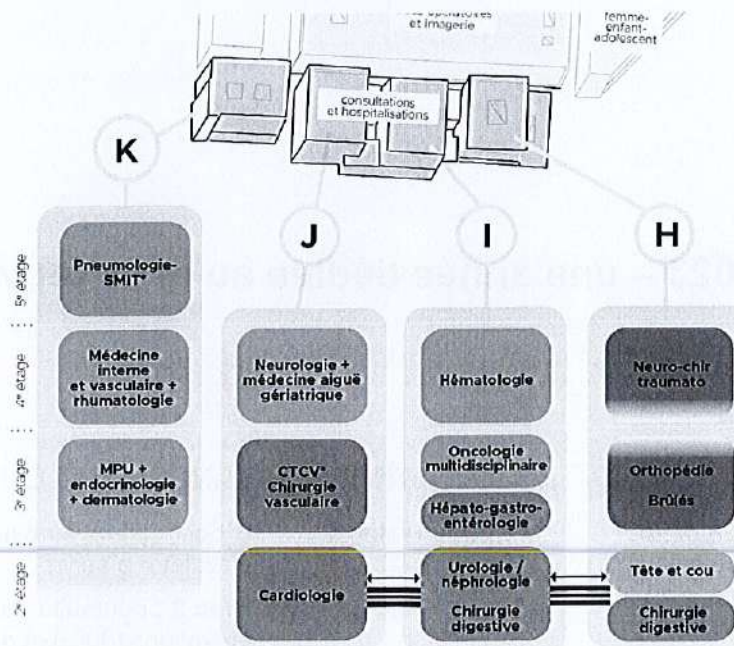 opératoires
et imagerie
femme-
enfant-
adolescent
consultations
et hospitalisations
K
J
I
H
5e étage
Pneumologie-
SMIT*
4e étage
Médecine
interne
et vasculaire +
rhumatologie
Neurologie +
médecine aiguë
gériatrique
Hématologie
Neuro-chir
traumato
3e étage
MPU +
endocrinologie
+ dermatologie
CTCV*
Chirurgie
vasculaire
Oncologie
multidisciplinaire
Hépato-gastro-
entérologie
Orthopédie
Brûlés
2e étage
Cardiologie
Urologie /
néphrologie
Chirurgie
digestive
Tête et cou
Chirurgie
digestive